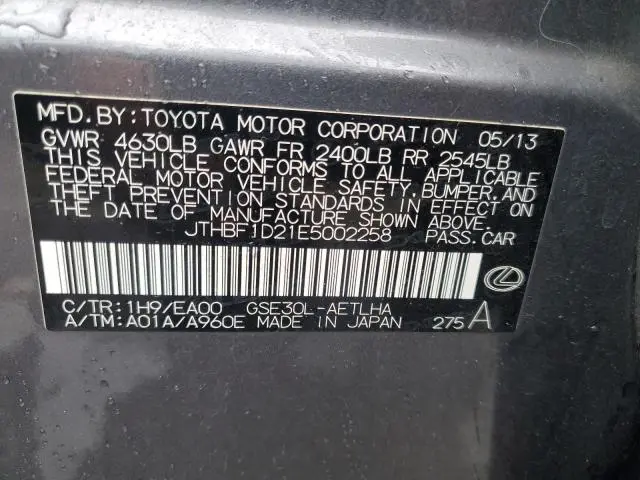 MFD. BY: TOYOTA MOTOR CORPORATION 05/13
GVWR 4630LB GAWR FR 2400LB RR 2545LB
THIS VEHICLE CONFORMS TO ALL APPLICABLE
FEDERAL MOTOR VEHICLE SAFETY, BUMPER, AND
THEFT PREVENTION STANDARDS IN EFFECT ON
THE DATE OF MANUFACTURE SHOWN ABOVE.
JTHBF1D21E5002258 PASS.CAR
C/TR: 1H9/EA00 GSE30L-AETLHA
A/TM: A01A/A960E MADE IN JAPAN 275 A